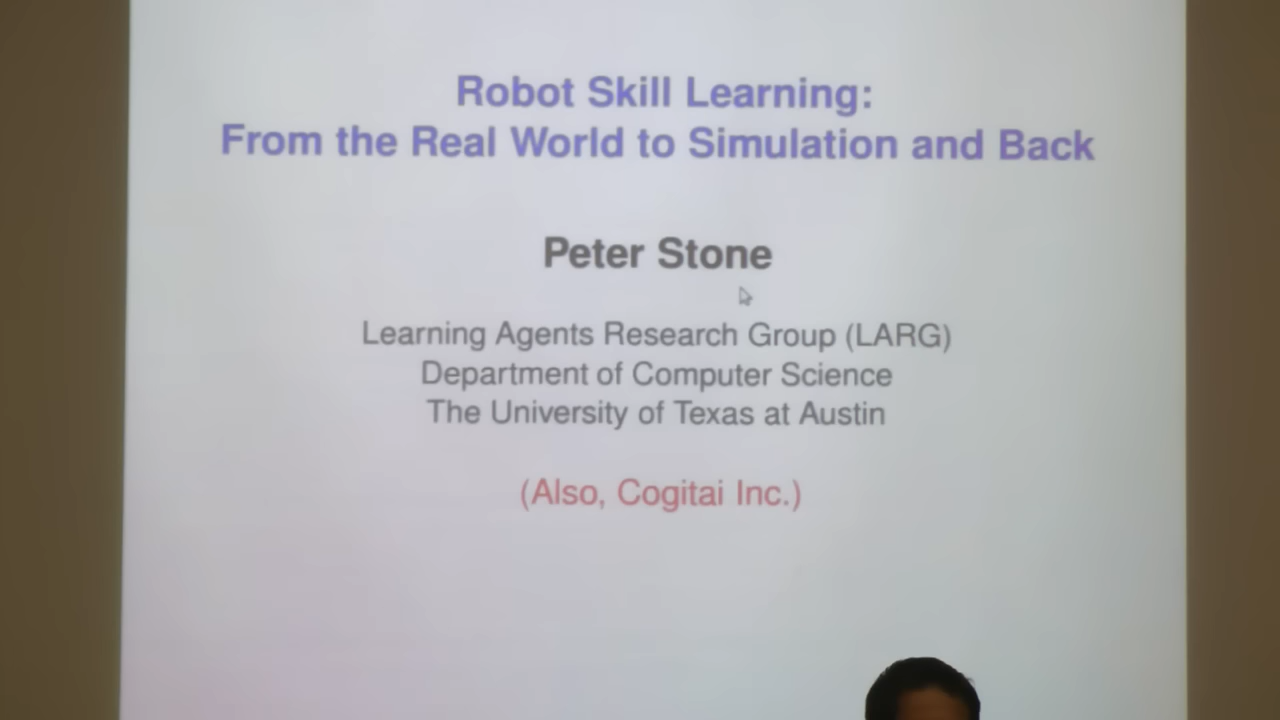 Robot Skill Learning:
From the Real World to Simulation and Back
Peter Stone
Learning Agents Research Group (LARG)
Department of Computer Science
The University of Texas at Austin
(Also, Cogitai Inc.)